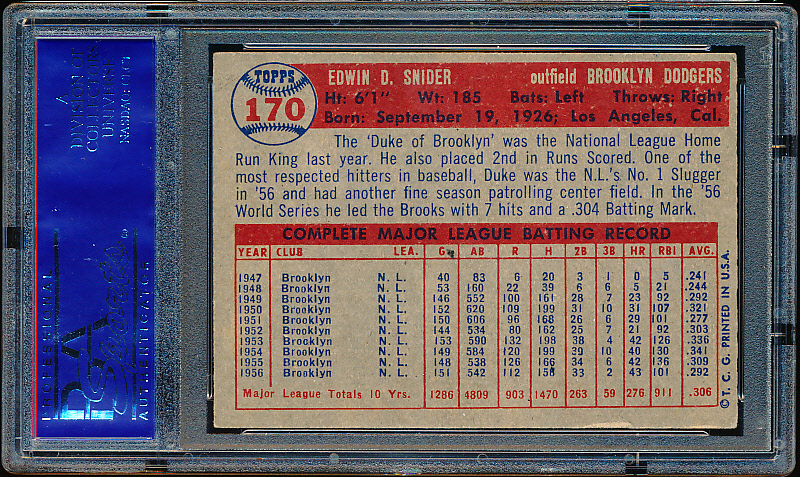 A
DIVISION OF
COLLECTORS
UNIVERSE
NASDAQ: CLCT
PROFESSIONAL
PSA
AUTHENTICATOR
TOPPS
170
EDWIN D. SNIDER outfield BROOKLYN DODGERS
Ht: 6'1" Wt: 185 Bats: Left Throws: Right
Born: September 19, 1926; Los Angeles, Cal.
The 'Duke of Brooklyn' was the National League Home
Run King last year. He also placed 2nd in Runs Scored. One of the
most respected hitters in baseball, Duke was the N.L.'s No. 1 Slugger
in '56 and had another fine season patrolling center field. In the '56
World Series he led the Brooks with 7 hits and a .304 Batting Mark.
COMPLETE MAJOR LEAGUE BATTING RECORD
YEAR CLUB LEA. G AB R H 2B 3B HR RBI AVG.
1947 Brooklyn N. L. 40 83 6 20 3 1 0 5 .241
1948 Brooklyn N. L. 53 160 22 39 6 6 5 21 .244
1949 Brooklyn N. L. 146 552 100 161 28 7 23 92 .292
1950 Brooklyn N. L. 152 620 109 199 31 10 31 107 .321
1951 Brooklyn N. L. 150 606 96 168 26 6 29 101 .277
1952 Brooklyn N. L. 144 534 80 162 25 7 21 92 .303
1953 Brooklyn N. L. 153 590 132 198 38 4 42 126 .336
1954 Brooklyn N. L. 149 584 120 199 39 10 40 130 .341
1955 Brooklyn N. L. 148 538 126 166 34 6 42 136 .309
1956 Brooklyn N. L. 151 542 112 158 33 2 43 101 .292
Major League Totals 10 Yrs. 1286 4809 903 1470 263 59 276 911 .306
© T. C. G. PRINTED IN U.S.A.